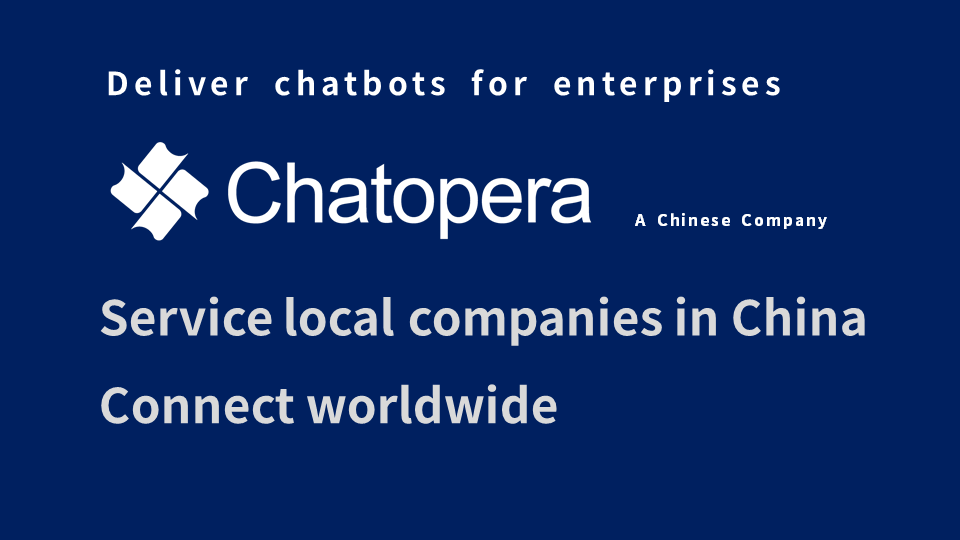 Deliver chatbots for enterprises
Chatopera
A Chinese Company
Service local companies in China
Connect worldwide